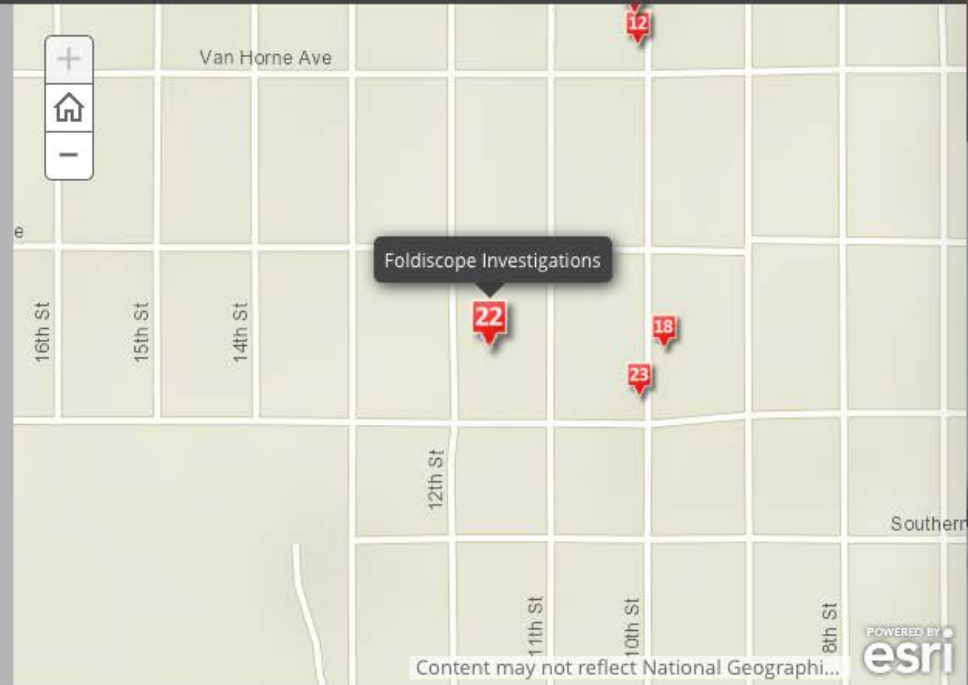 12
Van Horne Ave
e
Foldiscope Investigations
22
18
23
16th St
15th St
14th St
12th St
Southern
11th St
10th St
8th St
POWERED BY
esri
Content may not reflect National Geographi...